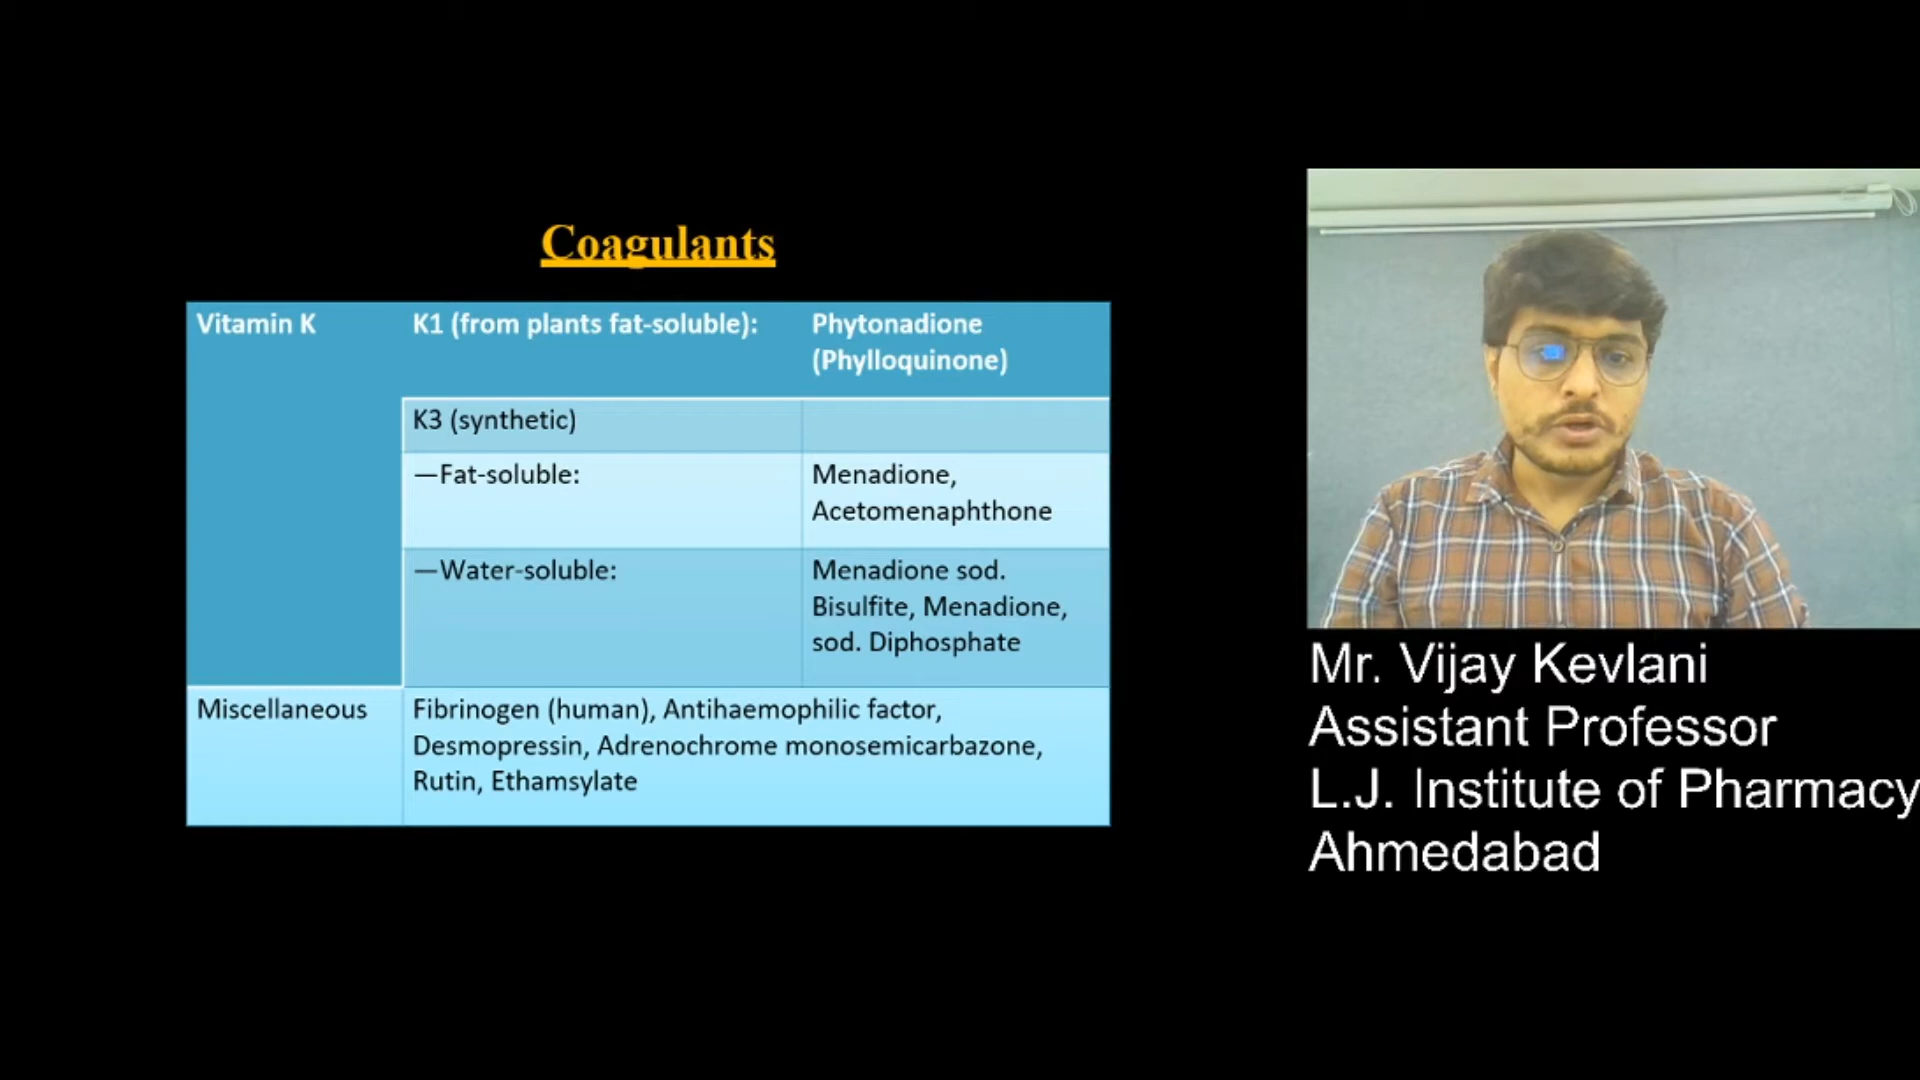 Coagulants
Vitamin K
K1 (from plants fat-soluble):
Phytonadione
(Phylloquinone)
K3 (synthetic)
—Fat-soluble:
Menadione,
Acetomenaphthone
—Water-soluble:
Menadione sod.
Bisulfite, Menadione,
sod. Diphosphate
Miscellaneous
Fibrinogen (human), Antihaemophilic factor,
Desmopressin, Adrenochrome monosemicarbazone,
Rutin, Ethamsylate
Mr. Vijay Kevlani
Assistant Professor
L.J. Institute of Pharmacy
Ahmedabad